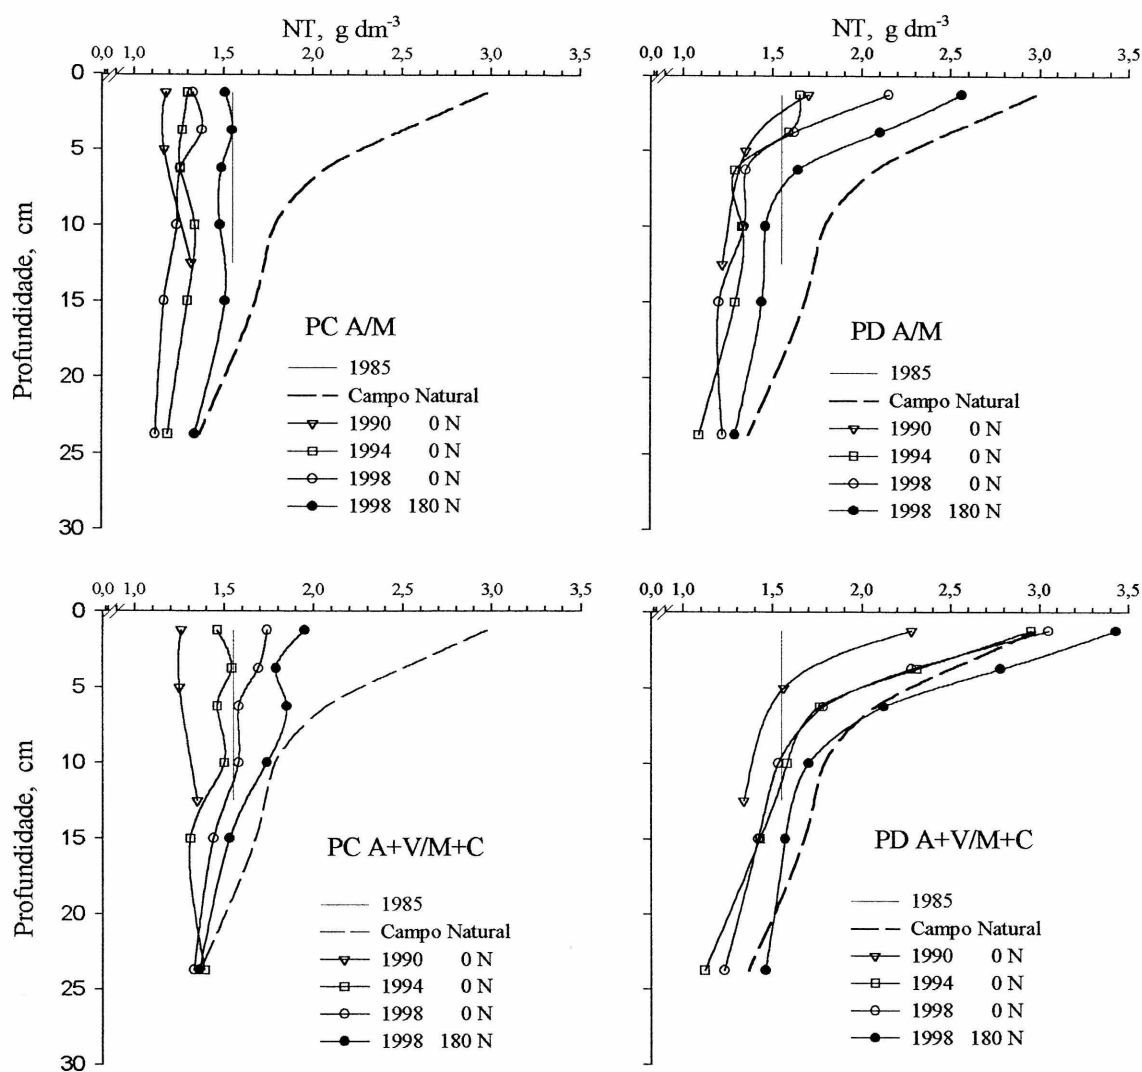 NT, g dm-3
0,0 1,0 1,5 2,0 2,5 3,0
0
5
10
15
20
25
30
Profundidade, cm
PC A/M
1985
Campo Natural
1990 0 N
1994 0 N
1998 0 N
1998 180 N
NT, g dm-3
0,0 1,0 1,5 2,0 2,5 3,0 3,5
PD A/M
1985
Campo Natural
1990 0 N
1994 0 N
1998 0 N
1998 180 N
0,0 1,0 1,5 2,0 2,5 3,0
0
5
10
15
20
25
30
Profundidade, cm
PC A+V/M+C
1985
Campo Natural
1990 0 N
1994 0 N
1998 0 N
1998 180 N
0,0 1,0 1,5 2,0 2,5 3,0 3,5
PD A+V/M+C
1985
Campo Natural
1990 0 N
1994 0 N
1998 0 N
1998 180 N